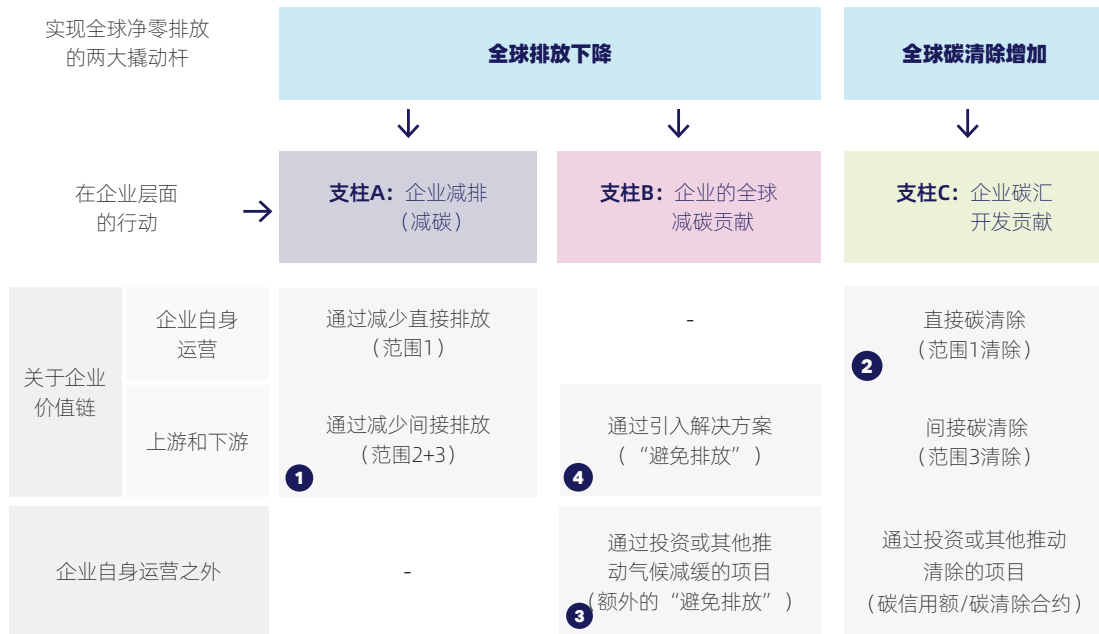 实现全球净零排放
的两大撬动杆
全球排放下降
全球碳清除增加
在企业层面
的行动
支柱A：企业减排
（减碳）
支柱B：企业的全球
减碳贡献
支柱C：企业碳汇
开发贡献
关于企业
价值链
企业自身
运营
通过减少直接排放
（范围1）
-
直接碳清除
（范围1清除）
2
上游和下游
通过减少间接排放
（范围2+3）
1
通过引入解决方案
（“避免排放”）
4
间接碳清除
（范围3清除）
企业自身运营之外
-
通过投资或其他推
动气候减缓的项目
（额外的“避免排放”）
3
通过投资或其他推动
清除的项目
（碳信用额/碳清除合约）